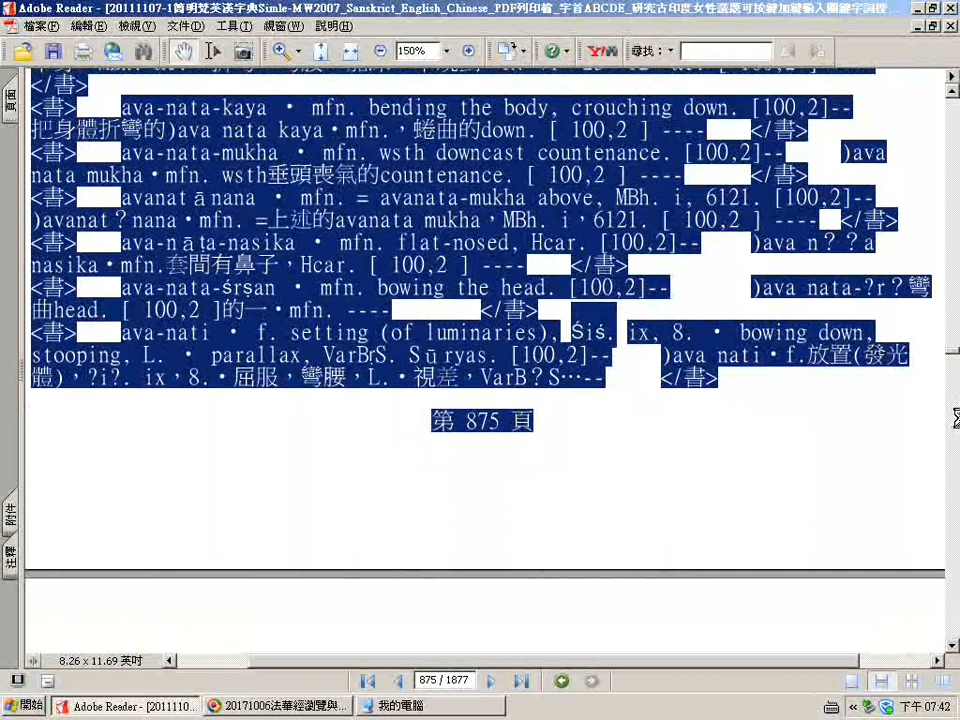 Adobe Reader - [20111107-1簡明梵英漢字典Simle-MW2007_Sanskrict_English_Chinese_PDF列印檔_字首ABCDE_研究古印度女性議題可按鍵加鍵輸入關鍵字詞搜
檔案(F) 編輯(E) 檢視(V) 文件(D) 工具(T) 視窗(W) 說明(H)
150% Y! 尋找：
頁面
</書>
<書> ava-nata-kaya • mfn. bending the body, crouching down. [100,2]--
把身體折彎的)ava nata kaya•mfn.，蜷曲的down. [ 100,2 ] ---- </書>
<書> ava-nata-mukha • mfn. wsth downcast countenance. [100,2]-- )ava
nata mukha•mfn. wsth垂頭喪氣的countenance. [ 100,2 ] ---- </書>
<書> avanatānana • mfn. = avanata-mukha above, MBh. i, 6121. [100,2]--
)avanat？nana•mfn. =上述的avanata mukha，MBh. i，6121. [ 100,2 ] ---- </書>
<書> ava-nāṭa-nasika • mfn. flat-nosed, Hcar. [100,2]-- )ava n？？a
nasika•mfn.套間有鼻子，Hcar. [ 100,2 ] ---- </書>
<書> ava-nata-śrṣan • mfn. bowing the head. [100,2]-- )ava nata-?r？彎
曲head. [ 100,2 ]的一•mfn. ---- </書>
<書> ava-nati • f. setting (of luminaries), Śiś. ix, 8. • bowing down,
stooping, L. • parallax, VarBṛS. Sūryas. [100,2]-- )ava nati•f.放置(發光
體)，?i?. ix，8.•屈服，彎腰，L.•視差，VarB？S…-- </書>
第 875 頁
附件
注釋
8.26 x 11.69 英吋
875 / 1877
開始 Adobe Reader - [2011110... 20171006法華經瀏覽與... 我的電腦 下午 07:42